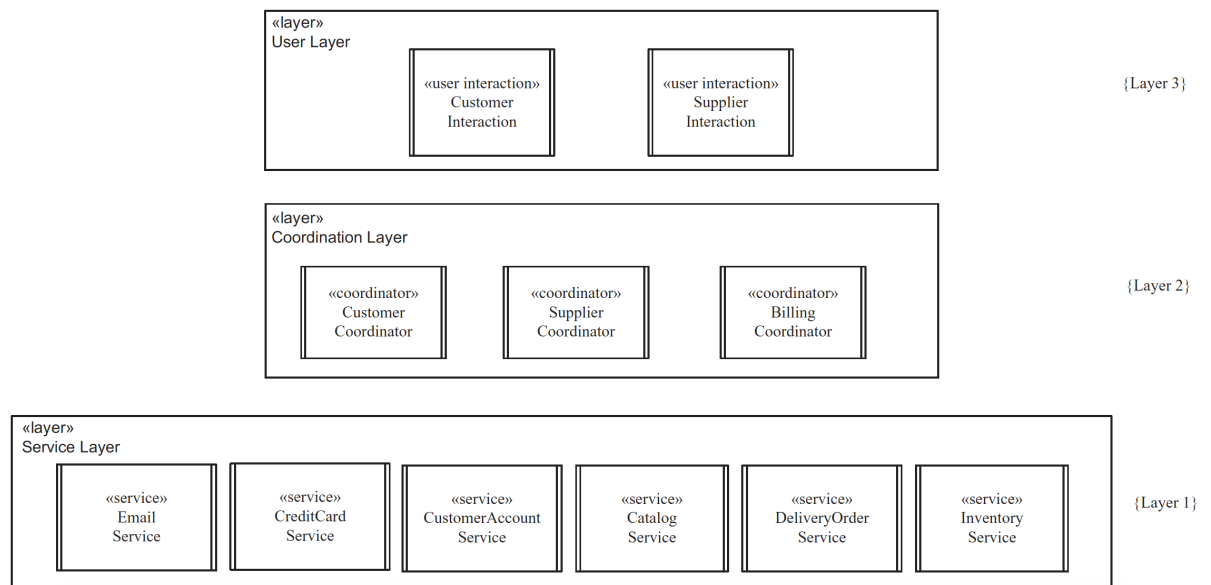 «layer»
User Layer
«user interaction»
Customer
Interaction
«user interaction»
Supplier
Interaction
{Layer 3}
«layer»
Coordination Layer
«coordinator»
Customer
Coordinator
«coordinator»
Supplier
Coordinator
«coordinator»
Billing
Coordinator
{Layer 2}
«layer»
Service Layer
«service»
Email
Service
«service»
CreditCard
Service
«service»
CustomerAccount
Service
«service»
Catalog
Service
«service»
DeliveryOrder
Service
«service»
Inventory
Service
{Layer 1}